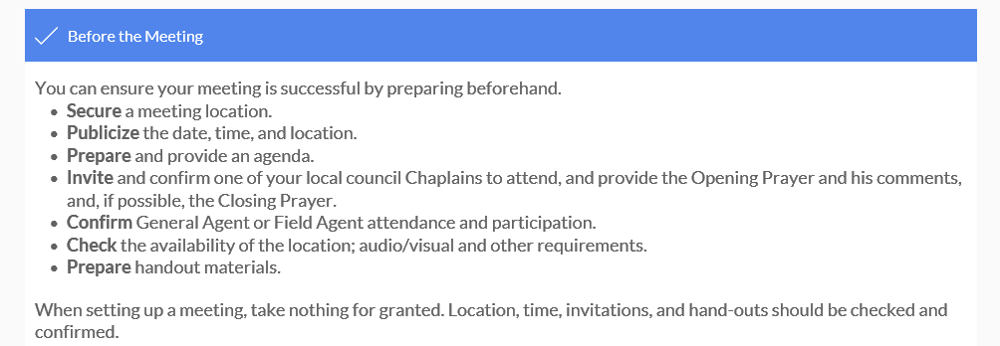 Before the Meeting
You can ensure your meeting is successful by preparing beforehand.
• Secure a meeting location.
• Publicize the date, time, and location.
• Prepare and provide an agenda.
• Invite and confirm one of your local council Chaplains to attend, and provide the Opening Prayer and his comments,
and, if possible, the Closing Prayer.
• Confirm General Agent or Field Agent attendance and participation.
• Check the availability of the location; audio/visual and other requirements.
• Prepare handout materials.
When setting up a meeting, take nothing for granted. Location, time, invitations, and hand-outs should be checked and
confirmed.